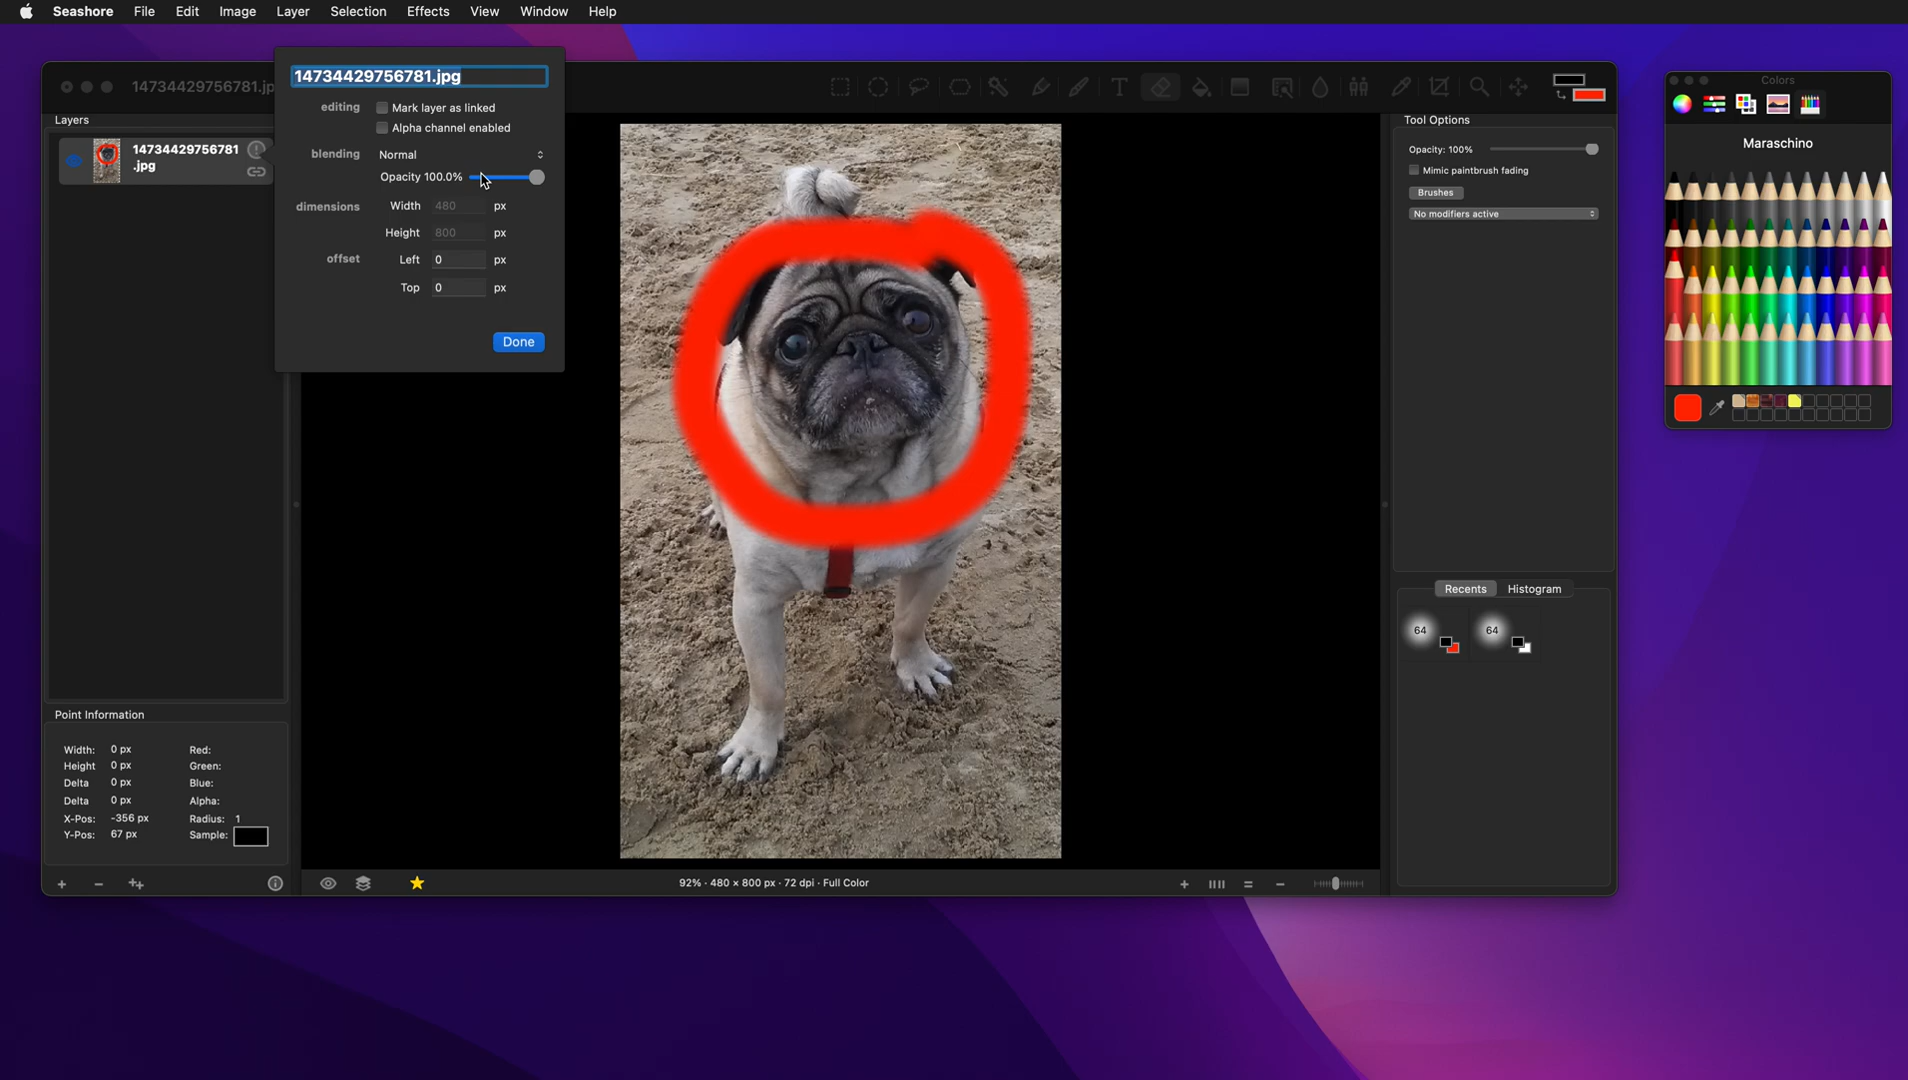 Seashore File Edit Image Layer Selection Effects View Window Help
14734429756781.jp
14734429756781.jpg
editing
Mark layer as linked
Alpha channel enabled
blending
Normal
Opacity 100.0%
dimensions
Width 480 px
Height 800 px
offset
Left 0 px
Top 0 px
Done
Layers
14734429756781
.jpg
Point Information
Width: 0 px Red:
Height 0 px Green:
Delta 0 px Blue:
Delta 0 px Alpha:
X-Pos: -356 px Radius: 1
Y-Pos: 67 px Sample:
92% · 480 × 800 px · 72 dpi · Full Color
Tool Options
Opacity: 100%
Mimic paintbrush fading
Brushes
No modifiers active
Recents Histogram
64 64
Colors
Maraschino